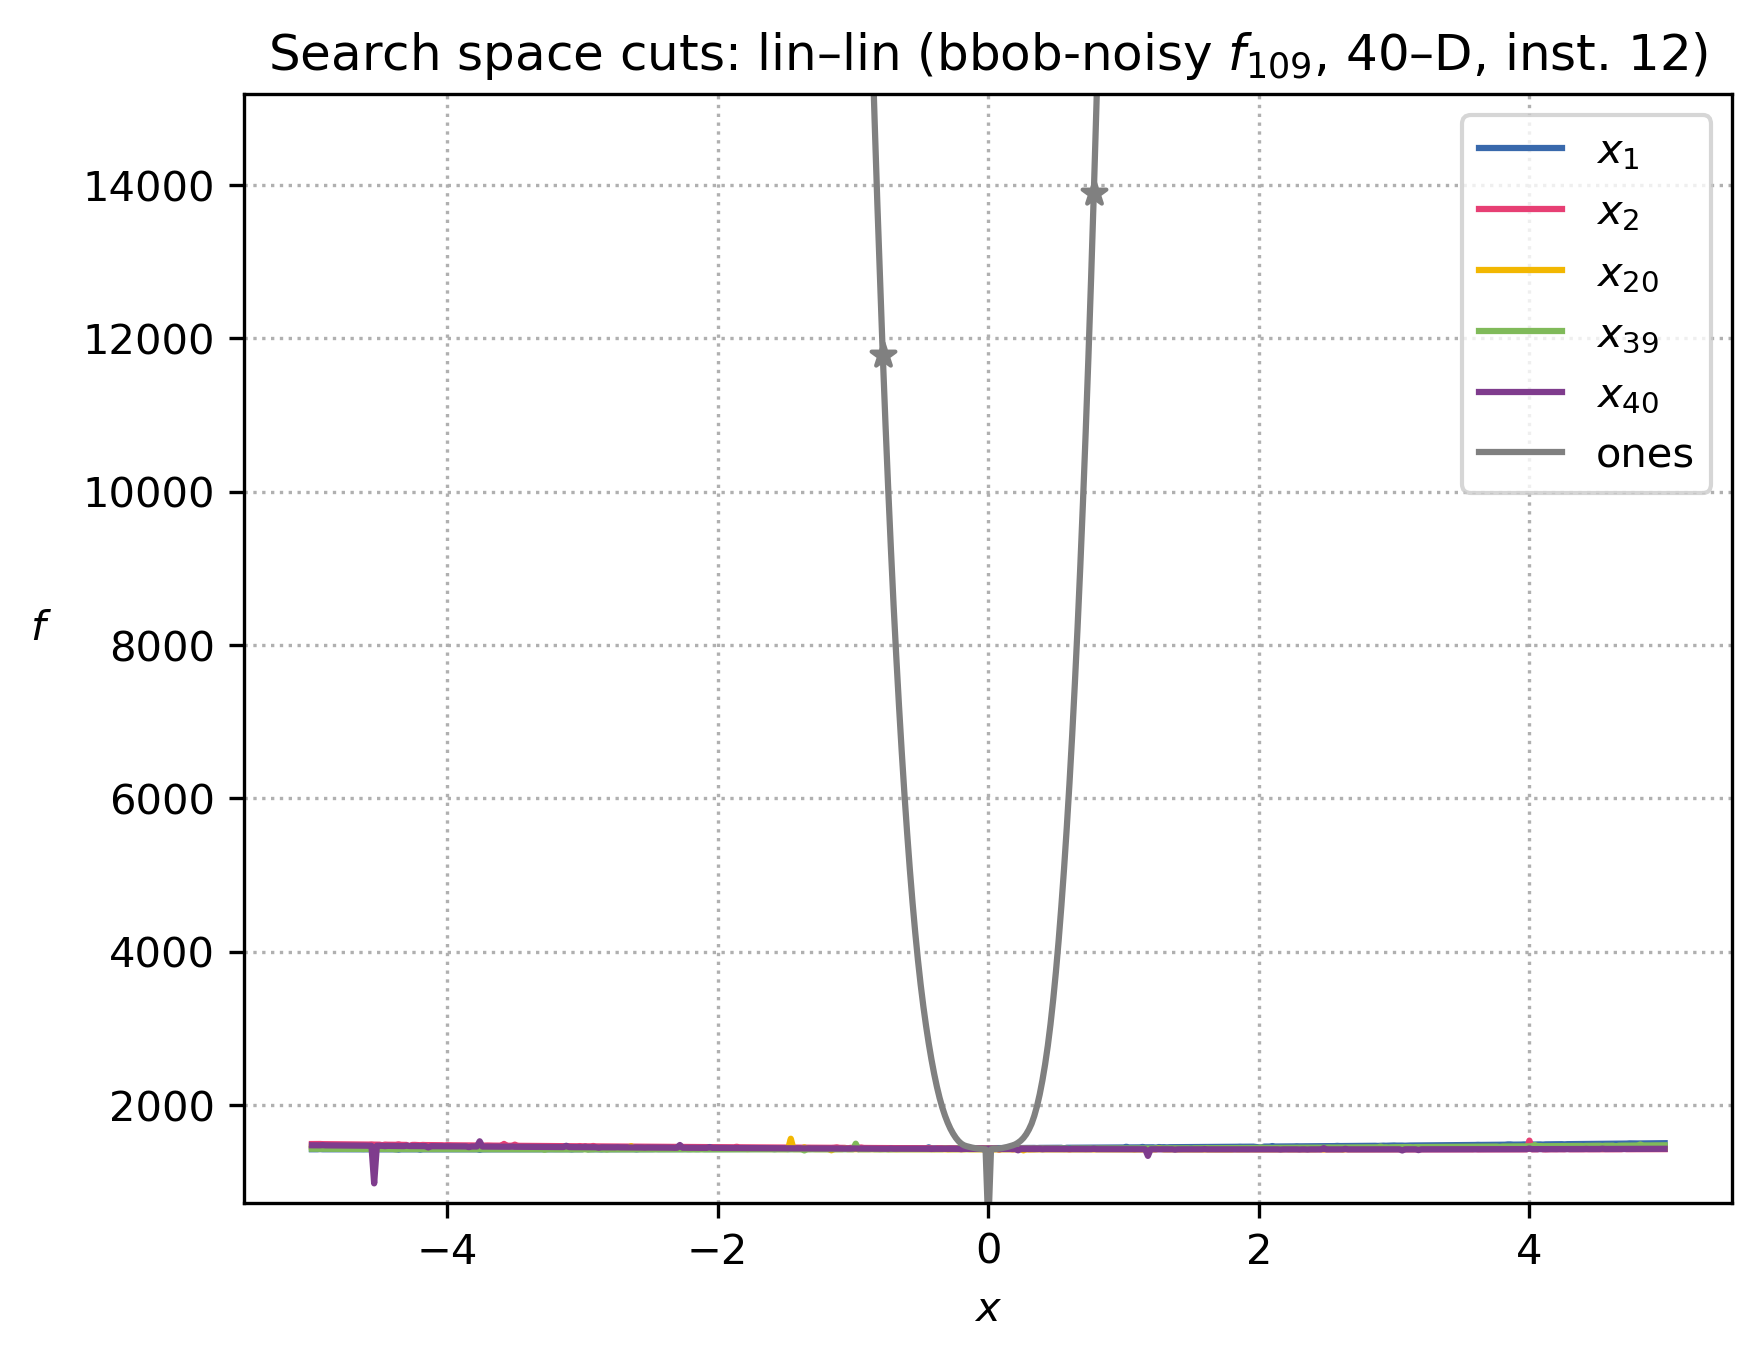 Search space cuts: lin–lin (bbob-noisy f₁₀₉, 40–D, inst. 12)
x₁
x₂
x₂₀
x₃₉
x₄₀
ones
14000
12000
10000
8000
6000
4000
2000
f
−4
−2
0
2
4
x